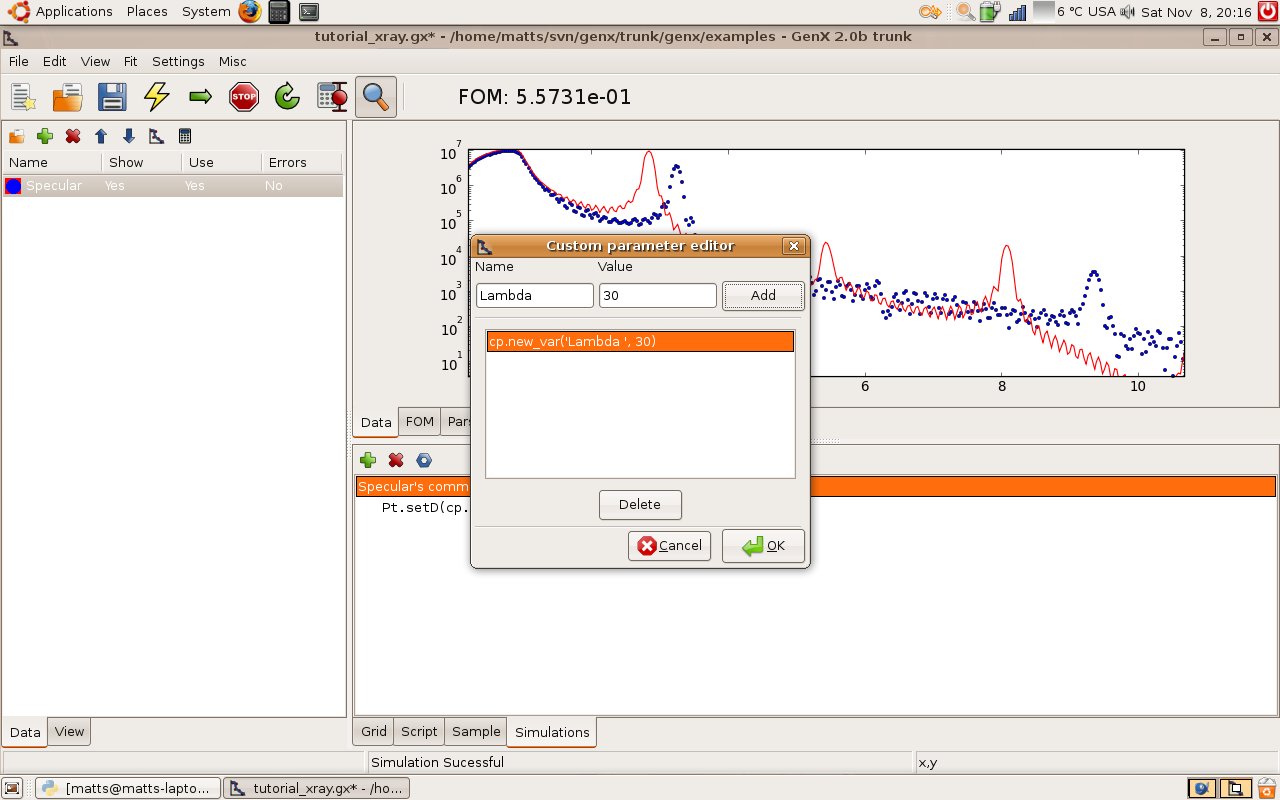 Applications Places System 6 °C USA Sat Nov 8, 20:16
tutorial_xray.gx* - /home/matts/svn/genx/trunk/genx/examples - GenX 2.0b trunk
File Edit View Fit Settings Misc
STOP FOM: 5.5731e-01
Name Show Use Errors
Specular Yes Yes No
10^7
10^6
10^5
10^4
10^3
10^2
10^1
6 8 10
Data FOM Pars
Specular's comm
Pt.setD(cp.
Custom parameter editor
Name Value
Lambda 30 Add
cp.new_var('Lambda ', 30)
Delete
Cancel OK
Data View
Grid Script Sample Simulations
Simulation Sucessful x,y
[matts@matts-lapto... tutorial_xray.gx* - /ho...